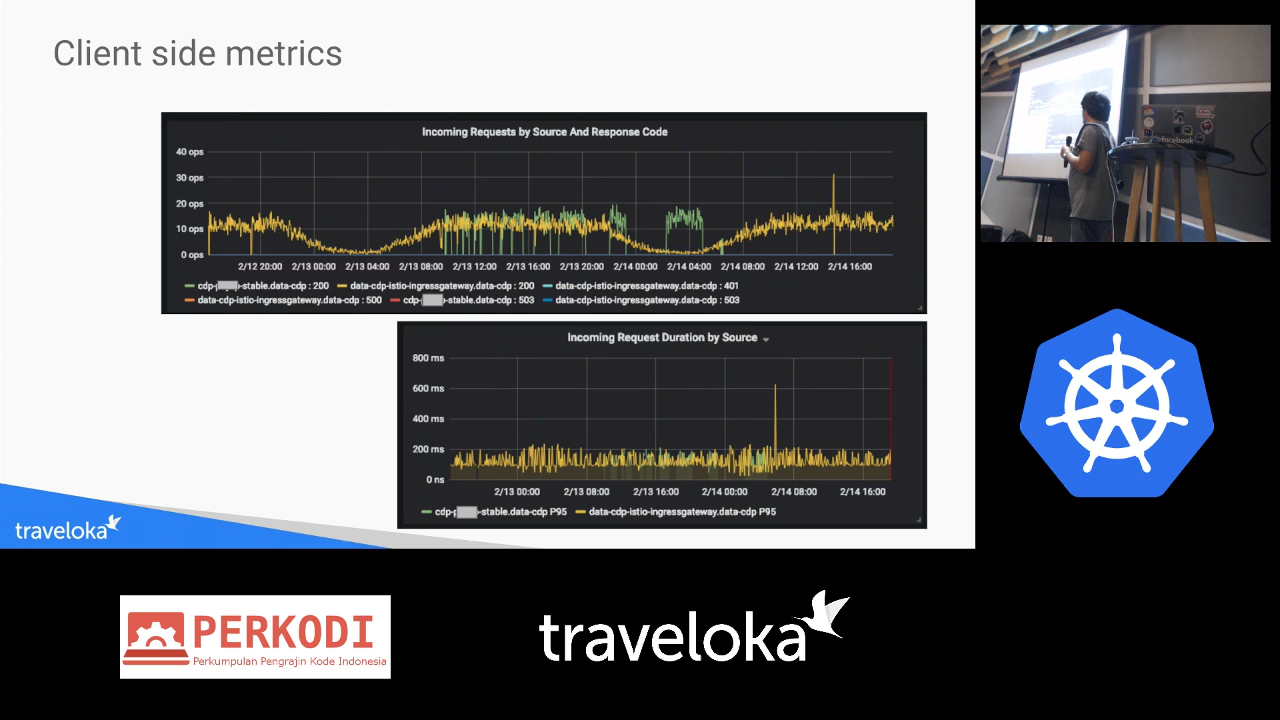 Client side metrics
Incoming Requests by Source And Response Code
40 ops
30 ops
20 ops
10 ops
0 ops
2/12 20:00 2/13 00:00 2/13 04:00 2/13 08:00 2/13 12:00 2/13 16:00 2/13 20:00 2/14 00:00 2/14 04:00 2/14 08:00 2/14 12:00 2/14 16:00
cdp- -stable.data-cdp : 200 data-cdp-istio-ingressgateway.data-cdp : 200 data-cdp-istio-ingressgateway.data-cdp : 401
data-cdp-istio-ingressgateway.data-cdp : 500 cdp- -stable.data-cdp : 503 data-cdp-istio-ingressgateway.data-cdp : 503
Incoming Request Duration by Source
800 ms
600 ms
400 ms
200 ms
0 ns
2/13 00:00 2/13 08:00 2/13 16:00 2/14 00:00 2/14 08:00 2/14 16:00
cdp- -stable.data-cdp P95 data-cdp-istio-ingressgateway.data-cdp P95
traveloka
facebook
PERKODI
Perkumpulan Pengrajin Kode Indonesia
traveloka